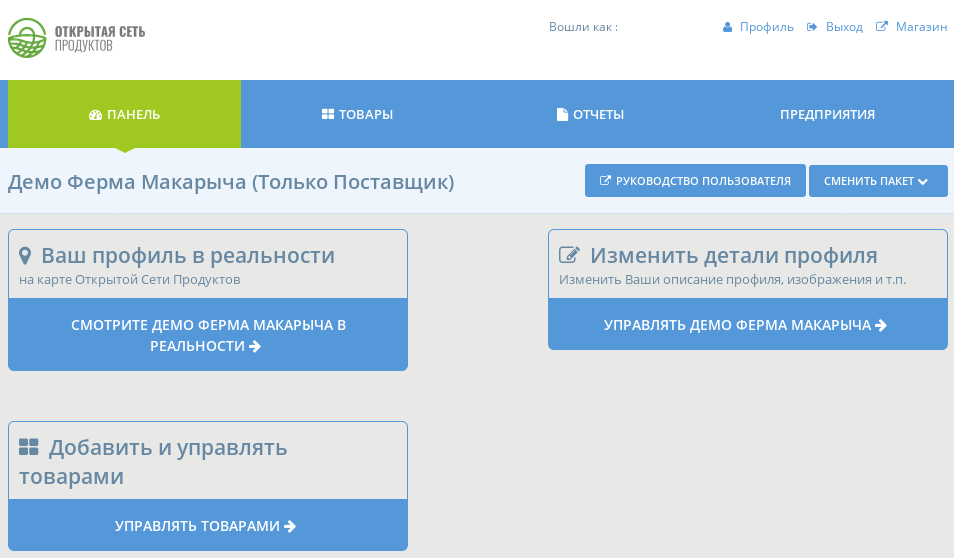 ОТКРЫТАЯ СЕТЬ
ПРОДУКТОВ
Вошли как :
Профиль Выход Магазин
ПАНЕЛЬ ТОВАРЫ ОТЧЕТЫ ПРЕДПРИЯТИЯ
Демо Ферма Макарыча (Только Поставщик)
РУКОВОДСТВО ПОЛЬЗОВАТЕЛЯ СМЕНИТЬ ПАКЕТ
Ваш профиль в реальности
на карте Открытой Сети Продуктов
СМОТРИТЕ ДЕМО ФЕРМА МАКАРЫЧА В
РЕАЛЬНОСТИ
Изменить детали профиля
Изменить Ваши описание профиля, изображения и т.п.
УПРАВЛЯТЬ ДЕМО ФЕРМА МАКАРЫЧА
Добавить и управлять
товарами
УПРАВЛЯТЬ ТОВАРАМИ